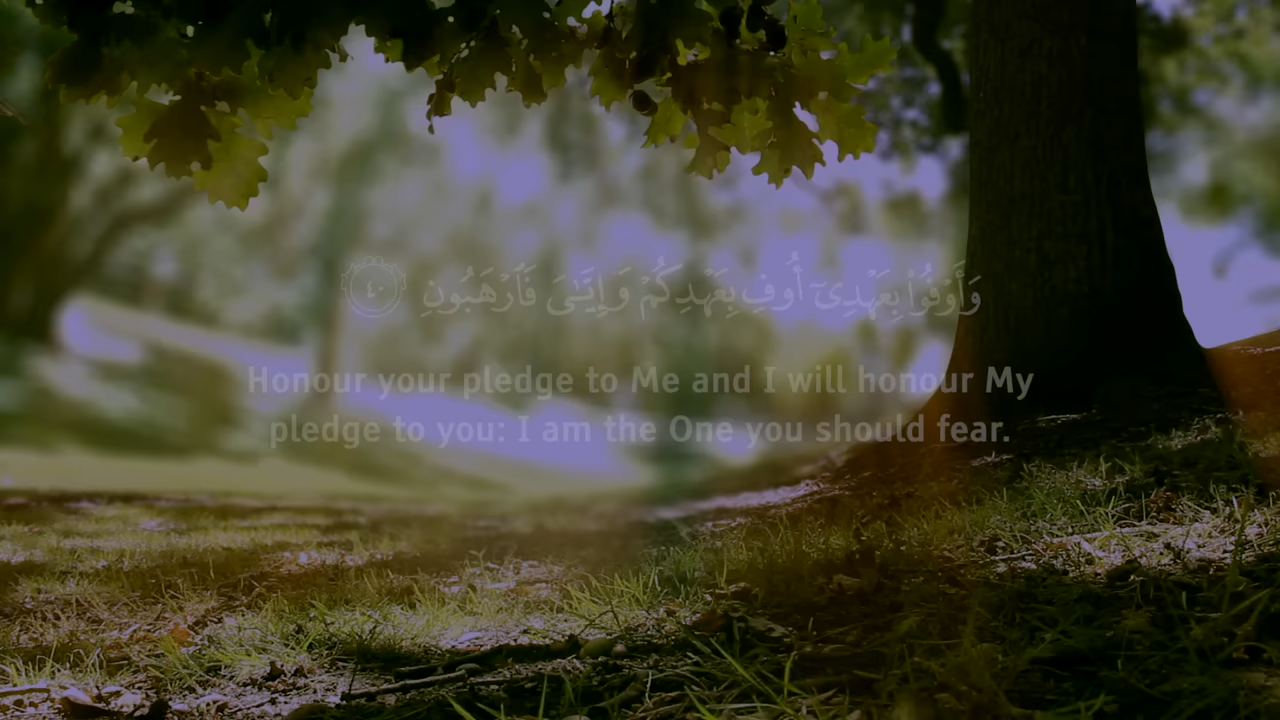 وَأَوْفُوا۟ بِعَهْدِىٓ أُوفِ بِعَهْدِكُمْ وَإِيَّـٰىَ فَٱرْهَبُونِ ٤٠
Honour your pledge to Me and I will honour My
pledge to you: I am the One you should fear.